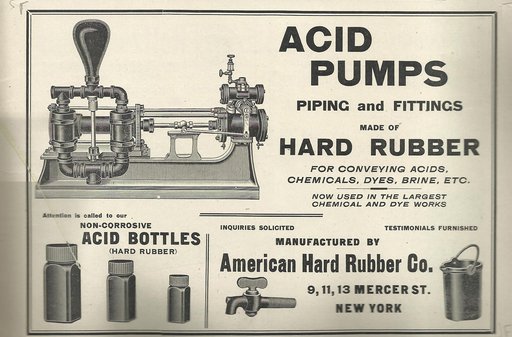 ACID
PUMPS
PIPING and FITTINGS
MADE OF
HARD RUBBER
FOR CONVEYING ACIDS,
CHEMICALS, DYES, BRINE, ETC.
NOW USED IN THE LARGEST
CHEMICAL AND DYE WORKS
Attention is called to our
NON-CORROSIVE
ACID BOTTLES
(HARD RUBBER)
INQUIRIES SOLICITED
TESTIMONIALS FURNISHED
MANUFACTURED BY
American Hard Rubber Co.
9, 11, 13 MERCER ST.
NEW YORK